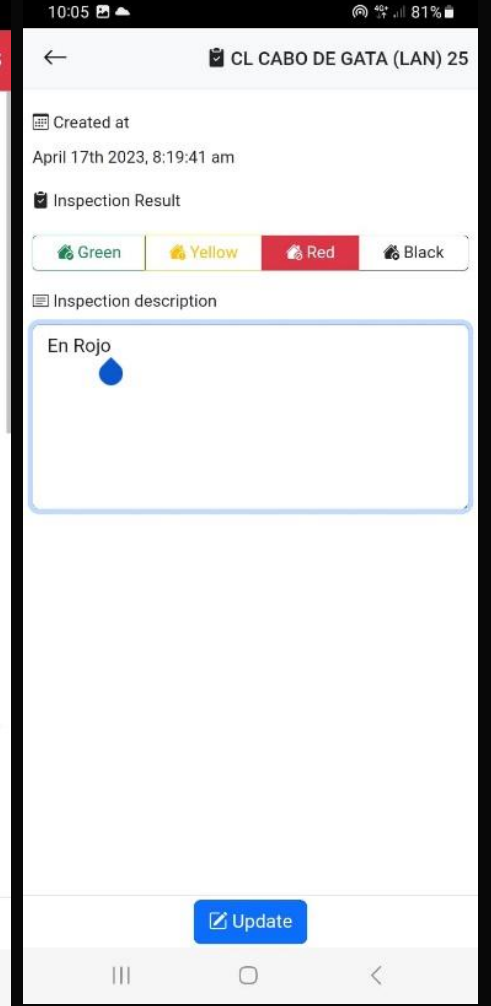 10:05 81%
CL CABO DE GATA (LAN) 25
Created at
April 17th 2023, 8:19:41 am
Inspection Result
Green Yellow Red Black
Inspection description
En Rojo
Update